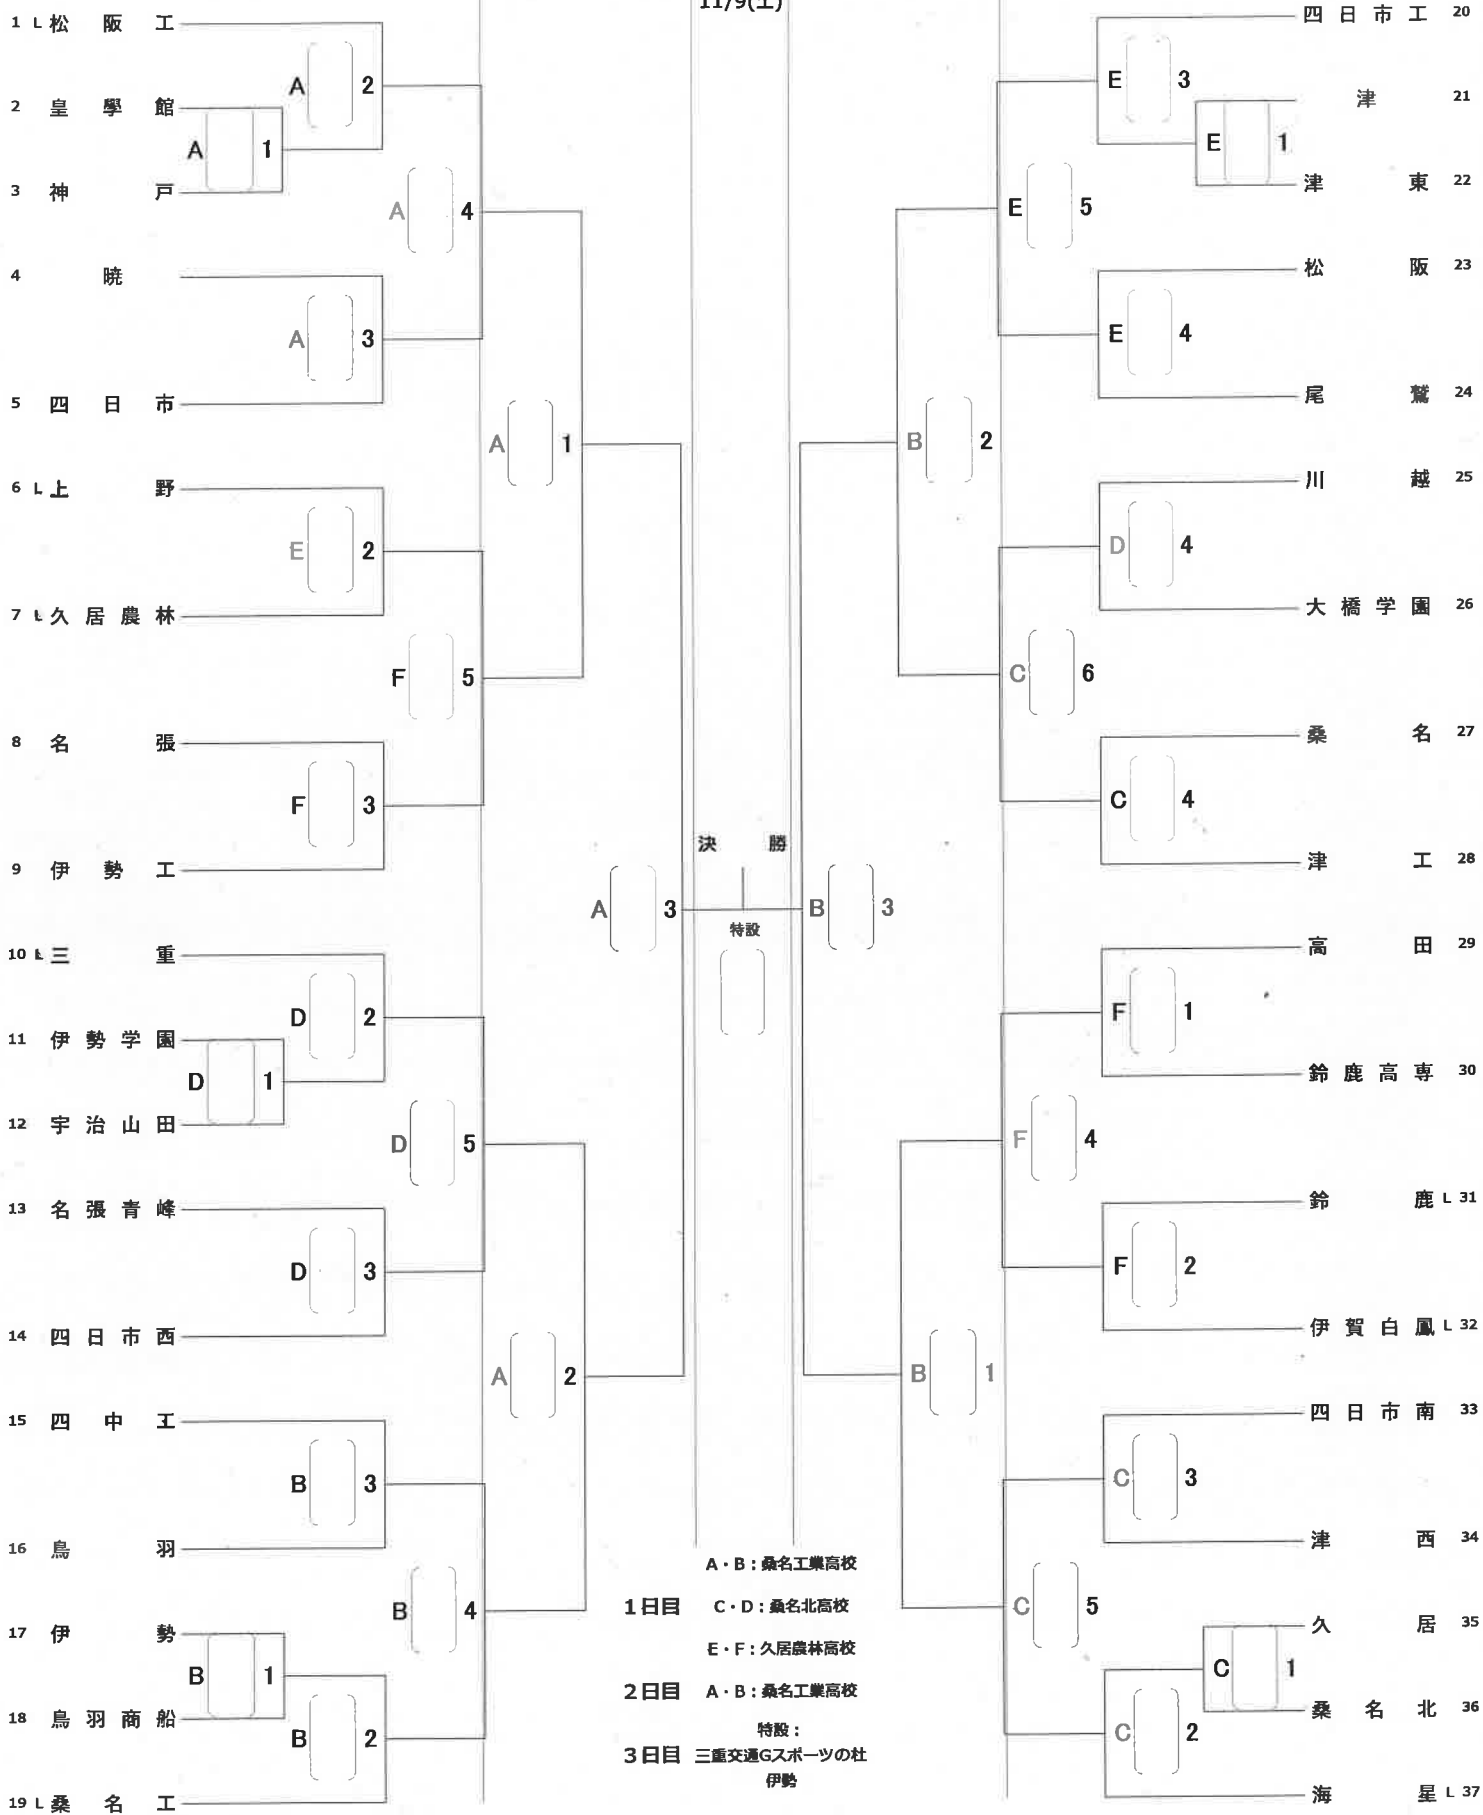 11/9(土)
1 L 松阪工
A 2
2 皇學館
A 1
3 神戸
A 4
4 暁
A 3
5 四日市
A 1
6 L 上野
E 2
7 L 久居農林
F 5
8 名張
F 3
9 伊勢工
A 3
10 L 三重
D 2
11 伊勢学園
D 1
12 宇治山田
D 5
13 名張青峰
D 3
14 四日市西
A 2
15 四中工
B 3
16 鳥羽
B 4
17 伊勢
B 1
18 鳥羽商船
B 2
19 L 桑名工
決勝
特設
四日市工 20
E 3
津 21
E 1
津東 22
E 5
松阪 23
E 4
尾鷲 24
B 2
川越 25
D 4
大橋学園 26
C 6
桑名 27
C 4
津工 28
B 3
高田 29
F 1
鈴鹿高専 30
F 4
鈴鹿 L 31
F 2
伊賀白鳳 L 32
B 1
四日市南 33
C 3
津西 34
C 5
久居 35
C 1
桑名北 36
C 2
海星 L 37
A・B:桑名工業高校
1日目 C・D:桑名北高校
E・F:久居農林高校
2日目 A・B:桑名工業高校
特設:
3日目 三重交通Gスポーツの杜
伊勢